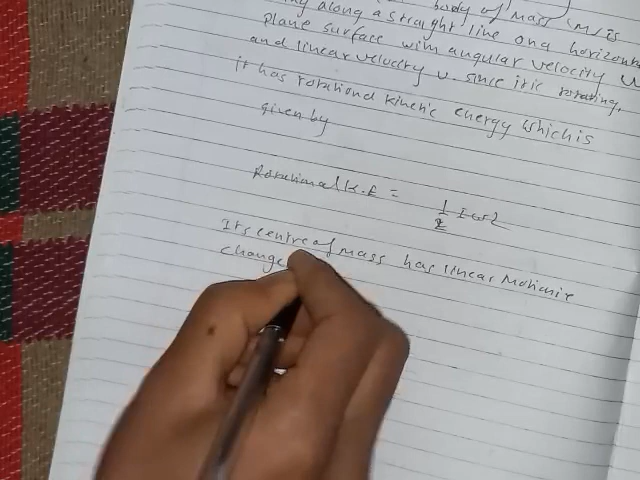 body of mass 'm' is
along a straight line on a horizonta
plane surface with angular velocity ω
and linear velocity v. since it is rotating,
it has rotational kinetic energy which is
given by
Rotational K.E = 1/2 Iω2
Its centre of mass has linear Motion it
change